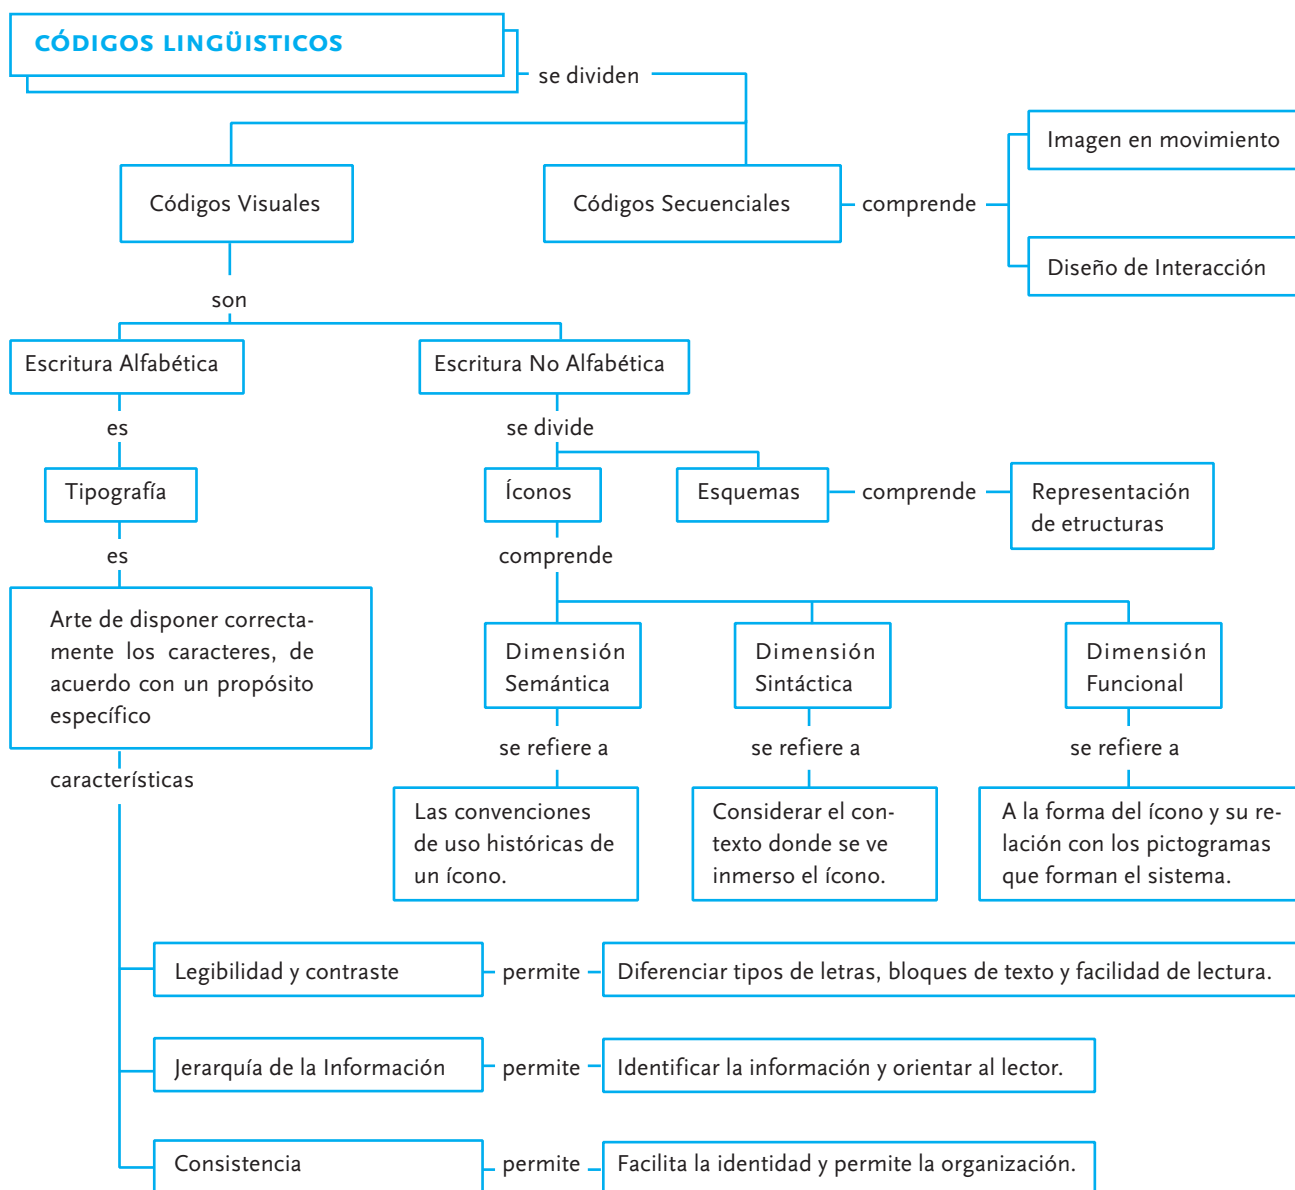 CÓDIGOS LINGÜISTICOS
se dividen
Imagen en movimiento
Códigos Visuales
Códigos Secuenciales
comprende
Diseño de Interacción
son
Escritura Alfabética
Escritura No Alfabética
es
se divide
Tipografía
Íconos
Esquemas
comprende
Representación
de etructuras
es
comprende
Arte de disponer correcta-
mente los caracteres, de
acuerdo con un propósito
específico
Dimensión
Semántica
Dimensión
Sintáctica
Dimensión
Funcional
se refiere a
se refiere a
se refiere a
característicias
Las convenciones
de uso históricas de
un ícono.
Considerar el con-
texto donde se ve
inmerso el ícono.
A la forma del ícono y su re-
lación con los pictogramas
que forman el sistema.
Legibilidad y contraste
permite
Diferenciar tipos de letras, bloques de texto y facilidad de lectura.
Jerarquía de la Información
permite
Identificar la información y orientar al lector.
Consistencia
permite
Facilita la identidad y permite la organización.